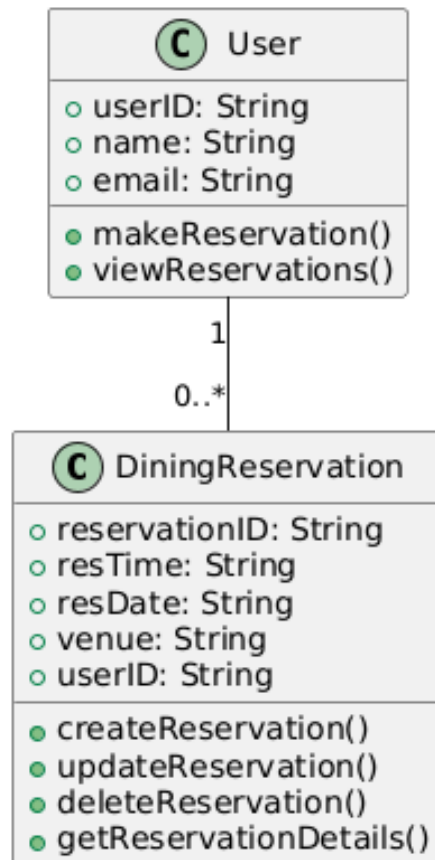 C User
userID: String
name: String
email: String
makeReservation()
viewReservations()
1
0..*
C DiningReservation
reservationID: String
resTime: String
resDate: String
venue: String
userID: String
createReservation()
updateReservation()
deleteReservation()
getReservationDetails()